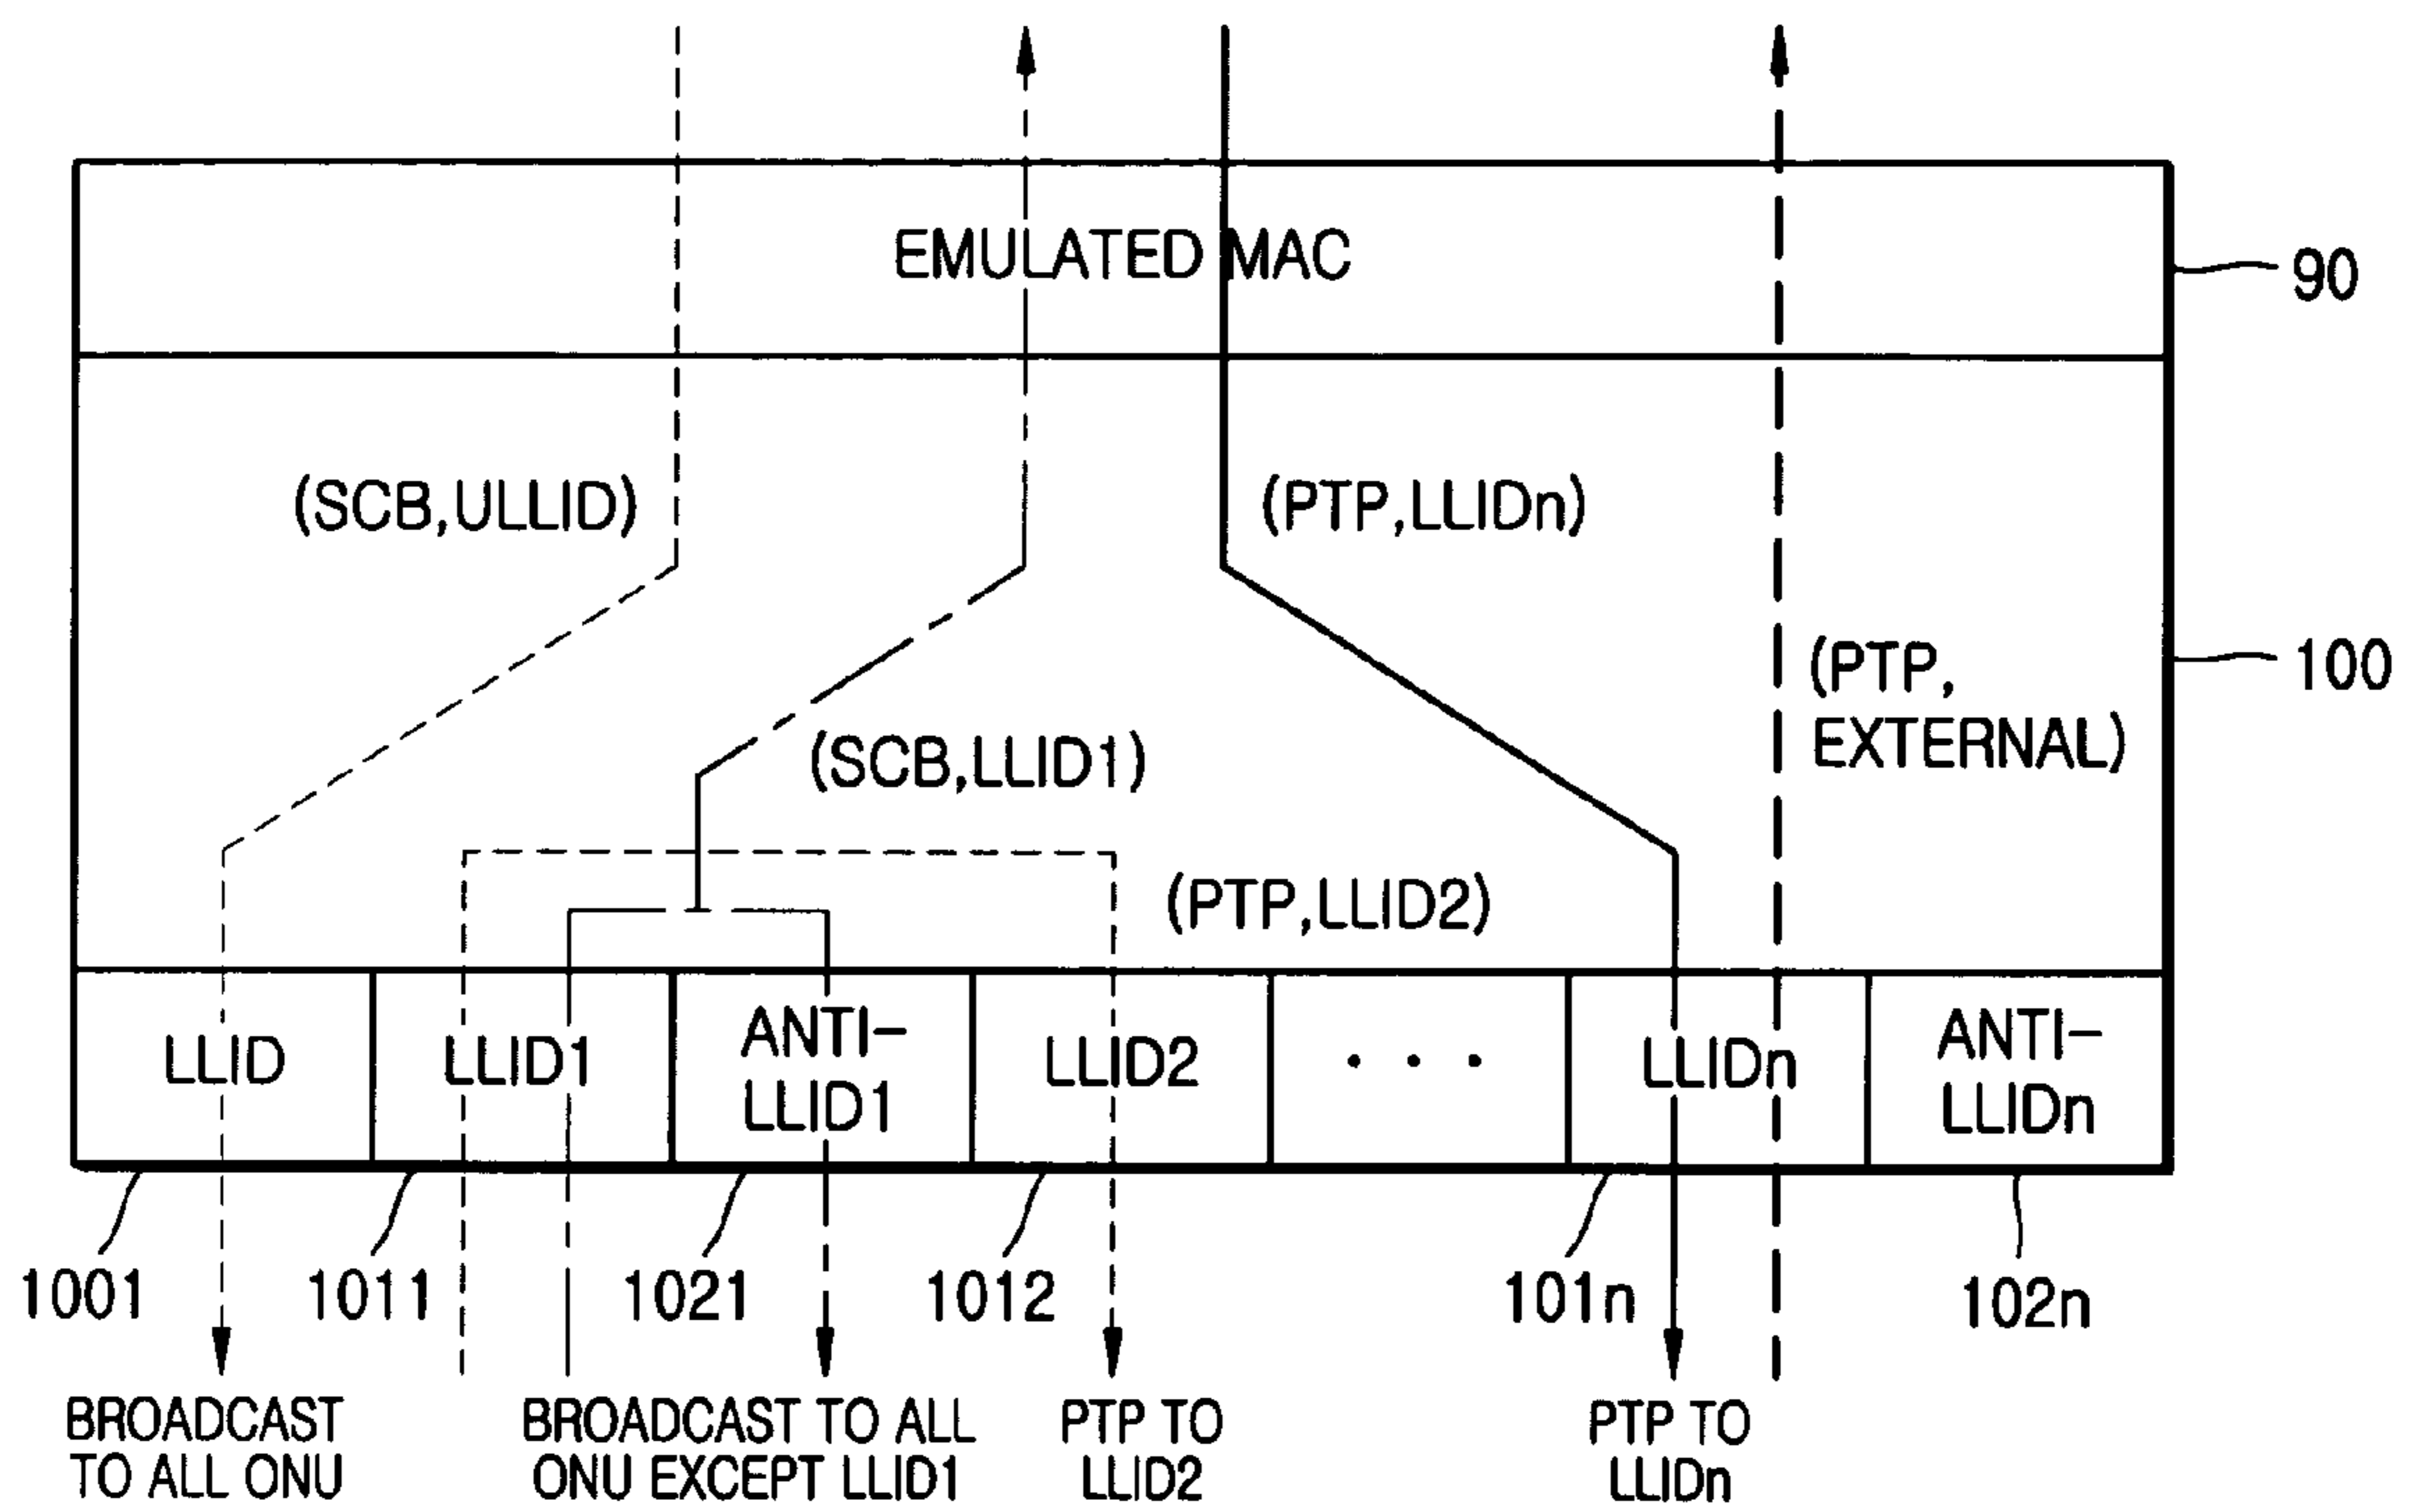 EMULATED MAC
90
(SCB,ULLID)
(PTP,LLIDn)
(PTP,
EXTERNAL)
100
(SCB,LLID1)
(PTP,LLID2)
LLID
LLID1
ANTI-
LLID1
LLID2
. . .
LLIDn
ANTI-
LLIDn
1001
1011
1021
1012
101n
102n
BROADCAST
TO ALL ONU
BROADCAST TO ALL
ONU EXCEPT LLID1
PTP TO
LLID2
PTP TO
LLIDn